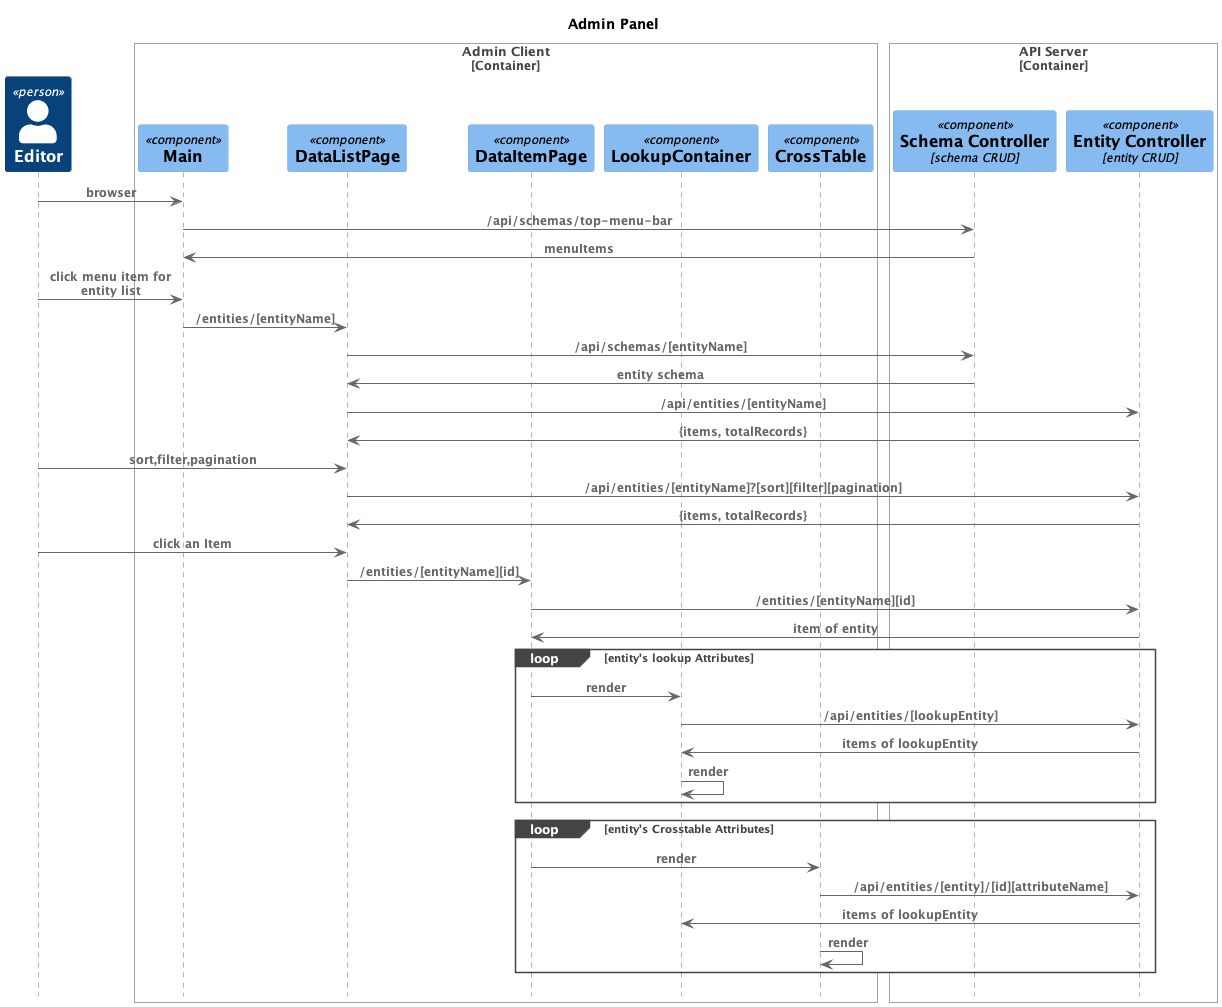 Admin Panel
Admin Client
[Container]
API Server
[Container]
«person»
Editor
«component»
Main
«component»
DataListPage
«component»
DataItemPage
«component»
LookupContainer
«component»
CrossTable
«component»
Schema Controller
[schema CRUD]
«component»
Entity Controller
[entity CRUD]
browser
/api/schemas/top-menu-bar
menuItems
click menu item for
entity list
/entities/[entityName]
/api/schemas/[entityName]
entity schema
/api/entities/[entityName]
{items, totalRecords}
sort,filter,pagination
/api/entities/[entityName]?[sort][filter][pagination]
{items, totalRecords}
click an Item
/entities/[entityName][id]
/entities/[entityName][id]
item of entity
loop [entity's lookup Attributes]
render
/api/entities/[lookupEntity]
items of lookupEntity
render
loop [entity's Crosstable Attributes]
render
/api/entities/[entity]/[id][attributeName]
items of lookupEntity
render